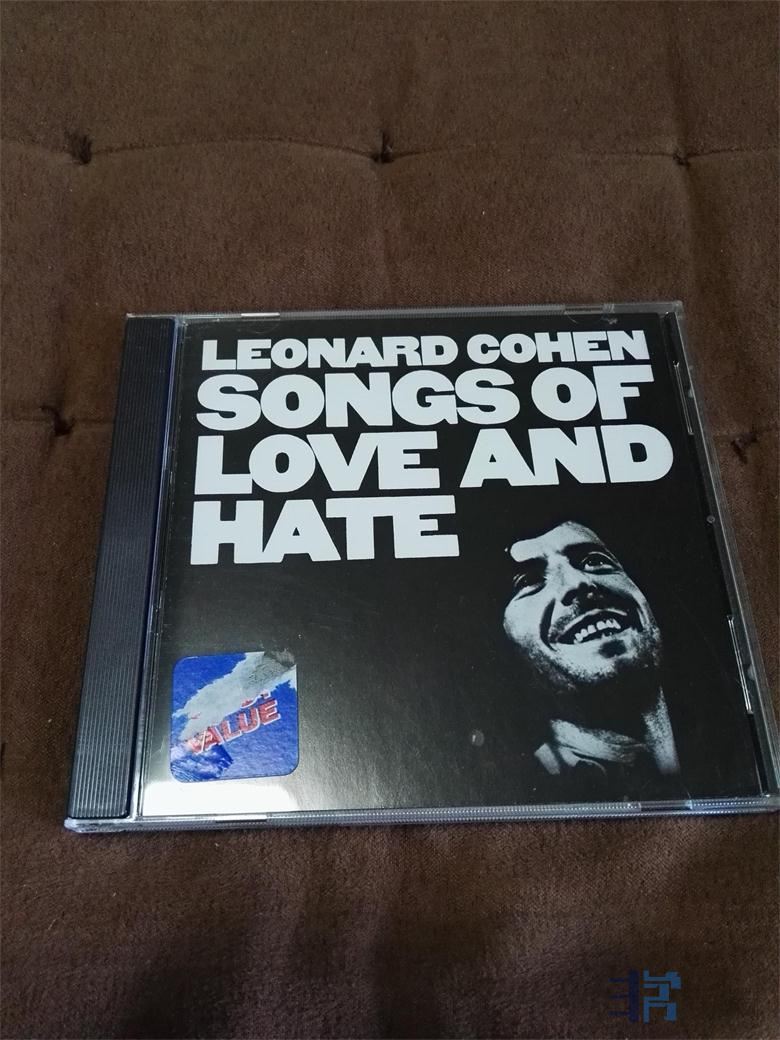 LEONARD COHEN
SONGS OF
LOVE AND
HATE
VALUE